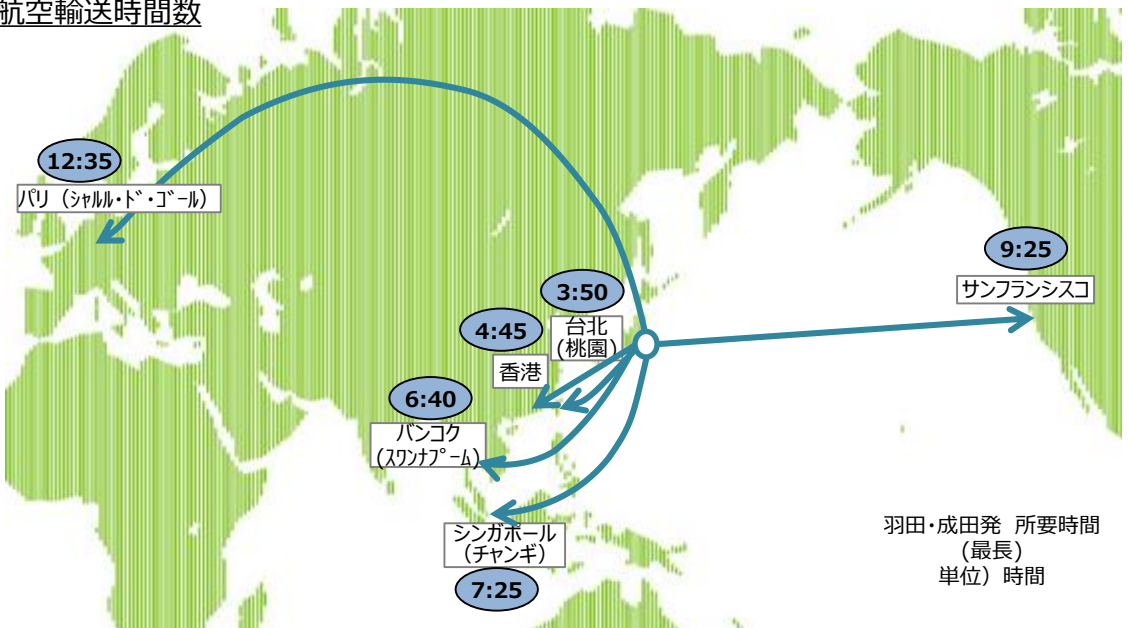 航空輸送時間数
12:35
パリ（シャルル・ド・ゴール）
9:25
サンフランシスコ
3:50
台北
(桃園)
4:45
香港
6:40
バンコク
(スワンナプーム)
シンガポール
(チャンギ)
7:25
羽田・成田発 所要時間
(最長)
単位）時間